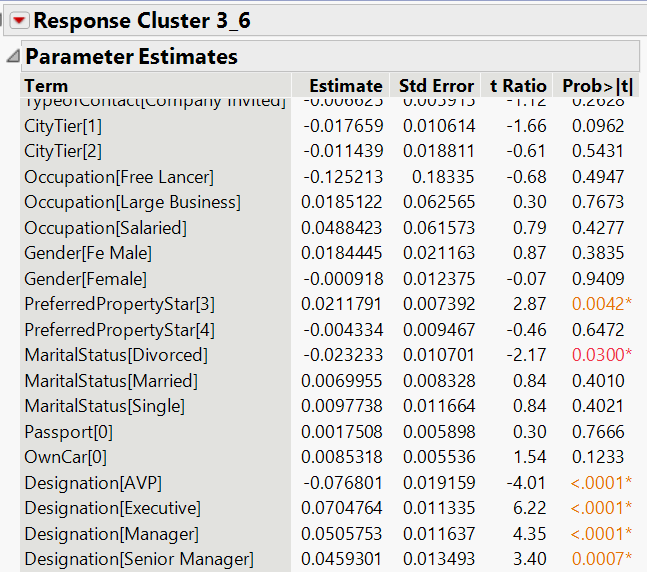 Response Cluster 3_6
Parameter Estimates
Term Estimate Std Error t Ratio Prob>|t|
TypeofContact[Company Invited] -0.006625 0.005915 -1.12 0.2628
CityTier[1] -0.017659 0.010614 -1.66 0.0962
CityTier[2] -0.011439 0.018811 -0.61 0.5431
Occupation[Free Lancer] -0.125213 0.18335 -0.68 0.4947
Occupation[Large Business] 0.0185122 0.062565 0.30 0.7673
Occupation[Salaried] 0.0488423 0.061573 0.79 0.4277
Gender[Fe Male] 0.0184445 0.021163 0.87 0.3835
Gender[Female] -0.000918 0.012375 -0.07 0.9409
PreferredPropertyStar[3] 0.0211791 0.007392 2.87 0.0042*
PreferredPropertyStar[4] -0.004334 0.009467 -0.46 0.6472
MaritalStatus[Divorced] -0.023233 0.010701 -2.17 0.0300*
MaritalStatus[Married] 0.0069955 0.008328 0.84 0.4010
MaritalStatus[Single] 0.0097738 0.011664 0.84 0.4021
Passport[0] 0.0017508 0.005898 0.30 0.7666
OwnCar[0] 0.0085318 0.005536 1.54 0.1233
Designation[AVP] -0.076801 0.019159 -4.01 <.0001*
Designation[Executive] 0.0704764 0.011335 6.22 <.0001*
Designation[Manager] 0.0505753 0.011637 4.35 <.0001*
Designation[Senior Manager] 0.0459301 0.013493 3.40 0.0007*